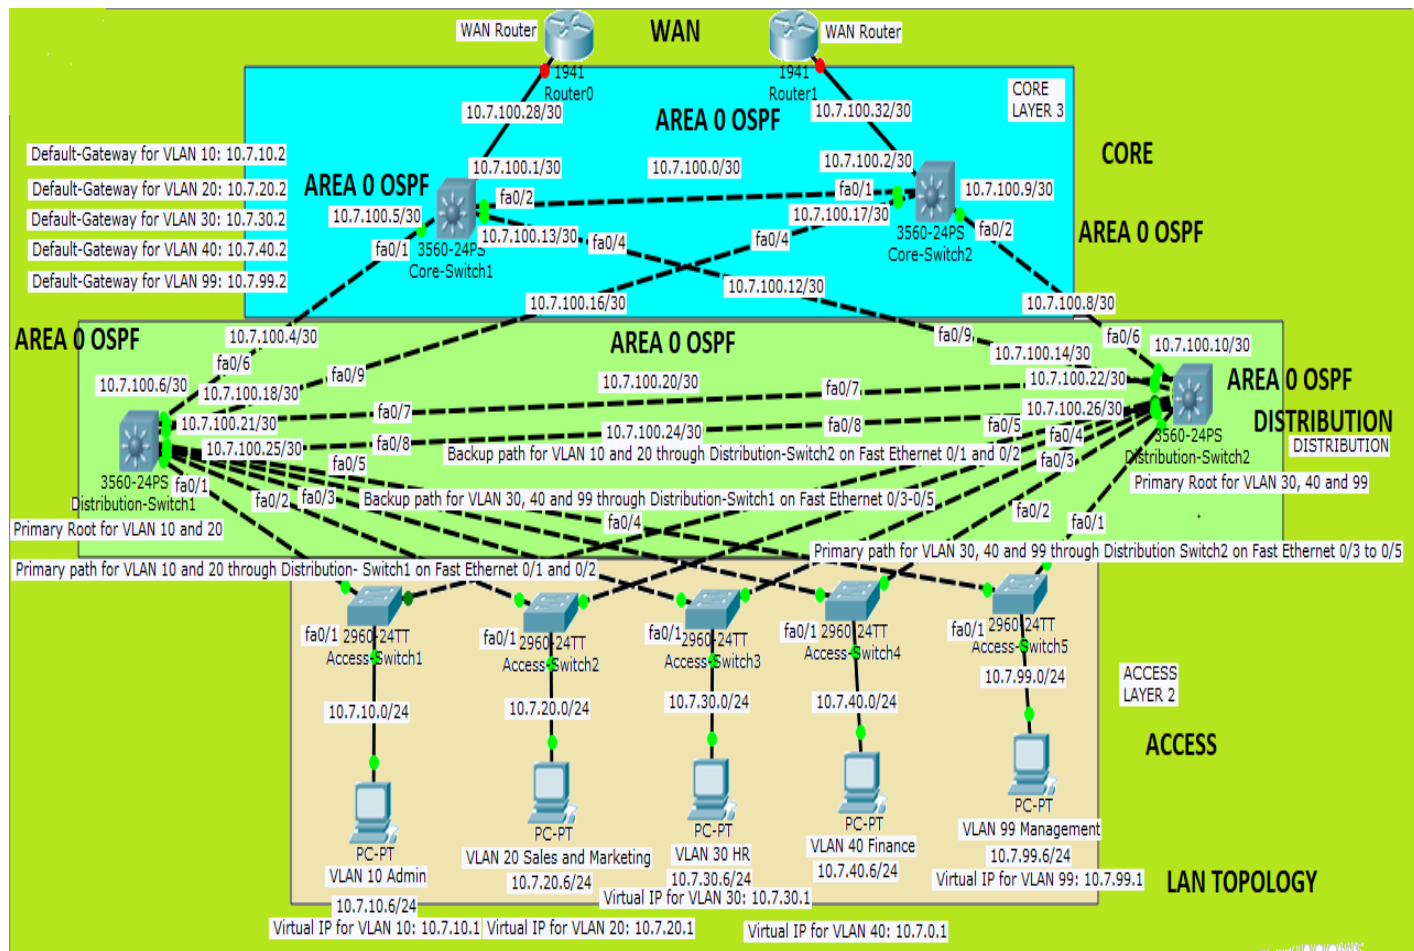 WAN Router
WAN
WAN Router
1941
Router0
1941
Router1
CORE
LAYER 3
10.7.100.28/30
AREA 0 OSPF
10.7.100.32/30
CORE
Default-Gateway for VLAN 10: 10.7.10.2
Default-Gateway for VLAN 20: 10.7.20.2
Default-Gateway for VLAN 30: 10.7.30.2
Default-Gateway for VLAN 40: 10.7.40.2
Default-Gateway for VLAN 99: 10.7.99.2
10.7.100.1/30
10.7.100.0/30
10.7.100.2/30
AREA 0 OSPF
fa0/2
fa0/1
10.7.100.9/30
10.7.100.5/30
10.7.100.17/30
fa0/1
10.7.100.13/30
fa0/4
fa0/4
fa0/2
AREA 0 OSPF
3560-24PS
Core-Switch1
3560-24PS
Core-Switch2
10.7.100.12/30
10.7.100.16/30
10.7.100.8/30
AREA 0 OSPF
10.7.100.4/30
AREA 0 OSPF
fa0/9
fa0/6
10.7.100.14/30
10.7.100.10/30
fa0/6
fa0/9
10.7.100.6/30
10.7.100.18/30
10.7.100.20/30
fa0/7
10.7.100.22/30
AREA 0 OSPF
10.7.100.21/30
fa0/7
10.7.100.26/30
DISTRIBUTION
10.7.100.25/30
fa0/8
10.7.100.24/30
fa0/8
fa0/5
fa0/4
3560-24PS
Distribution-Switch2
DISTRIBUTION
Backup path for VLAN 10 and 20 through Distribution-Switch2 on Fast Ethernet 0/1 and 0/2
fa0/5
fa0/3
3560-24PS
Distribution-Switch1
fa0/1
fa0/2
fa0/3
Backup path for VLAN 30, 40 and 99 through Distribution-Switch1 on Fast Ethernet 0/3-0/5
Primary Root for VLAN 30, 40 and 99
fa0/4
fa0/2
fa0/1
Primary Root for VLAN 10 and 20
Primary path for VLAN 30, 40 and 99 through Distribution Switch2 on Fast Ethernet 0/3 to 0/5
Primary path for VLAN 10 and 20 through Distribution- Switch1 on Fast Ethernet 0/1 and 0/2
fa0/1
2960-24TT
Access-Switch1
fa0/1
2960-24TT
Access-Switch2
fa0/1
2960-24TT
Access-Switch3
fa0/1
2960-24TT
Access-Switch4
fa0/1
2960-24TT
Access-Switch5
ACCESS
LAYER 2
10.7.10.0/24
10.7.20.0/24
10.7.30.0/24
10.7.40.0/24
10.7.99.0/24
ACCESS
PC-PT
VLAN 10 Admin
10.7.10.6/24
PC-PT
VLAN 20 Sales and Marketing
10.7.20.6/24
PC-PT
VLAN 30 HR
10.7.30.6/24
PC-PT
VLAN 40 Finance
10.7.40.6/24
PC-PT
VLAN 99 Management
10.7.99.6/24
Virtual IP for VLAN 99: 10.7.99.1
LAN TOPOLOGY
Virtual IP for VLAN 30: 10.7.30.1
Virtual IP for VLAN 10: 10.7.10.1
Virtual IP for VLAN 20: 10.7.20.1
Virtual IP for VLAN 40: 10.7.0.1